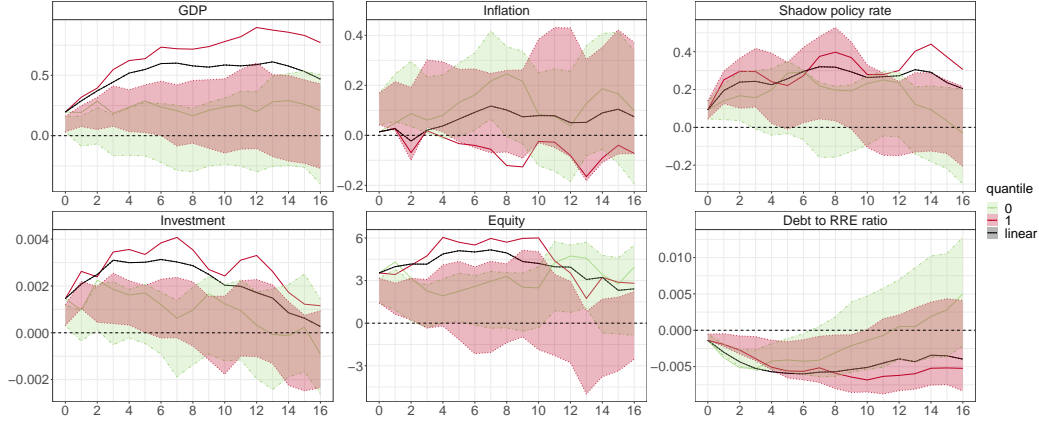 GDP
Inflation
Shadow policy rate
0.5
0.0
0.4
0.2
0.0
−0.2
0.4
0.2
0.0
−0.2
0 2 4 6 8 10 12 14 16
0 2 4 6 8 10 12 14 16
0 2 4 6 8 10 12 14 16
Investment
Equity
Debt to RRE ratio
0.004
0.002
0.000
−0.002
6
3
0
−3
0.010
0.005
0.000
−0.005
0 2 4 6 8 10 12 14 16
0 2 4 6 8 10 12 14 16
0 2 4 6 8 10 12 14 16
quantile
0
1
linear